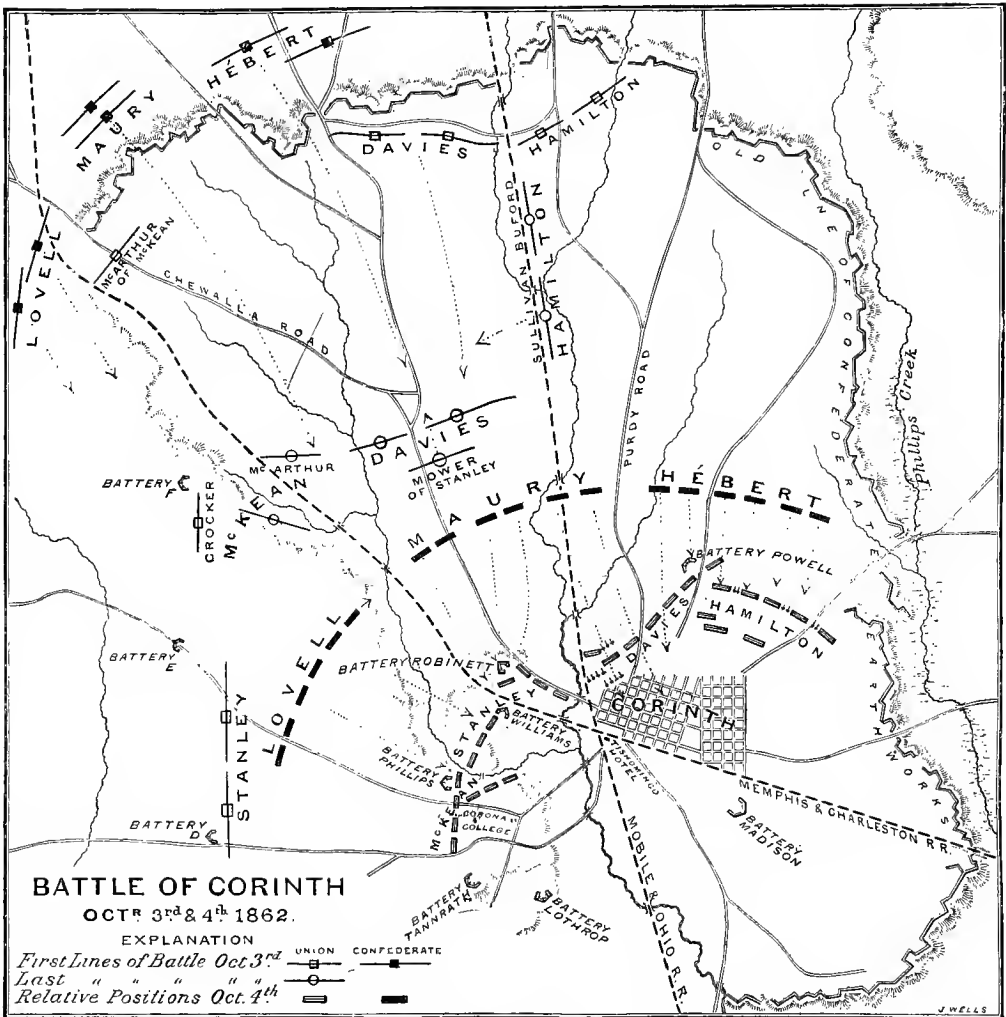 HÉBERT
MAURY
DAVIES
HAMILTON
LOVELL
McARTHUR
OF McKEAN
CHEWALLA ROAD
SULLIVAN BUFORD
HAMILTON
OLD LINE OF CONFEDERATE EARTH WORKS
Phillips Creek
PURDY ROAD
A
DAVIES
MOWER
OF STANLEY
McARTHUR
McKEAN
BATTERY
F
CROCKER
MAURY
HÉBERT
BATTERY POWELL
DAVIES
HAMILTON
LOVELL
BATTERY
E
STANLEY
BATTERY ROBINETT
STANLEY
BATTERY
WILLIAMS
CORINTH
TISHOMINGO
HOTEL
BATTERY
PHILLIPS
McKEAN
CORONA
COLLEGE
BATTERY
D
MEMPHIS & CHARLESTON R.R.
BATTERY
MADISON
MOBILE & OHIO R.R.
BATTERY
TANNRATH
BATTERY
LOTHROP
BATTLE OF CORINTH
OCTR 3rd & 4th 1862.
EXPLANATION
UNION CONFEDERATE
First Lines of Battle Oct 3rd
Last " " " "
Relative Positions Oct. 4th
J WELLS